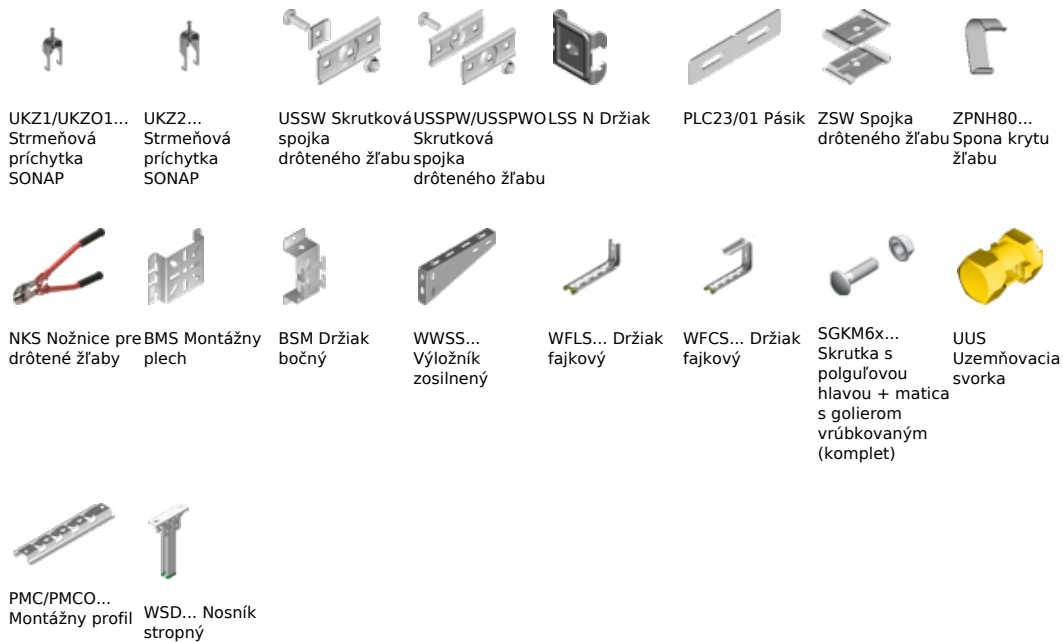 UKZ1/UKZO1...
Strmeňová
príchytka
SONAP
UKZ2...
Strmeňová
príchytka
SONAP
USSW Skrutková
spojka
drôteného žľabu
USSPW/USSPWO
Skrutková
spojka
drôteného žľabu
LSS N Držiak
PLC23/01 Pásik
ZSW Spojka
drôteného žľabu
ZPNH80...
Spona krytu
žľabu
NKS Nožnice pre
drôtené žľaby
BMS Montážny
plech
BSM Držiak
bočný
WWSS...
Výložník
zosilnený
WFLS... Držiak
fajkový
WFCS... Držiak
fajkový
SGKM6x...
Skrutka s
polguľovou
hlavou + matica
s golierom
vrúbkovaným
(komplet)
UUS
Uzemňovacia
svorka
PMC/PMCO...
Montážny profil
WSD... Nosník
stropný